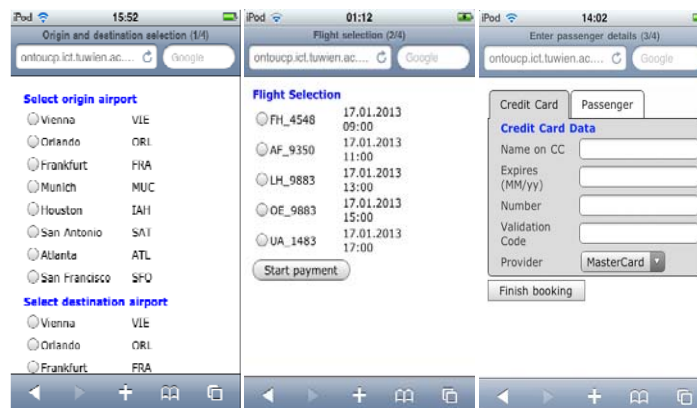 iPod 15:52
Origin and destination selection (1/4)
ontoucp.ict.tuwien.ac.... Google
Select origin airport
Vienna VIE
Orlando ORL
Frankfurt FRA
Munich MUC
Houston IAH
San Antonio SAT
Atlanta ATL
San Francisco SFO
Select destination airport
Vienna VIE
Orlando ORL
Frankfurt FRA
iPod 01:12
Flight selection (2/4)
ontoucp.ict.tuwien.ac.... Google
Flight Selection
FH_4548 17.01.2013
09:00
AF_9350 17.01.2013
11:00
LH_9883 17.01.2013
13:00
OE_9883 17.01.2013
15:00
UA_1483 17.01.2013
17:00
Start payment
iPod 14:02
Enter passenger details (3/4)
ontoucp.ict.tuwien.ac.... Google
Credit Card Passenger
Credit Card Data
Name on CC
Expires
(MM/yy)
Number
Validation
Code
Provider MasterCard
Finish booking